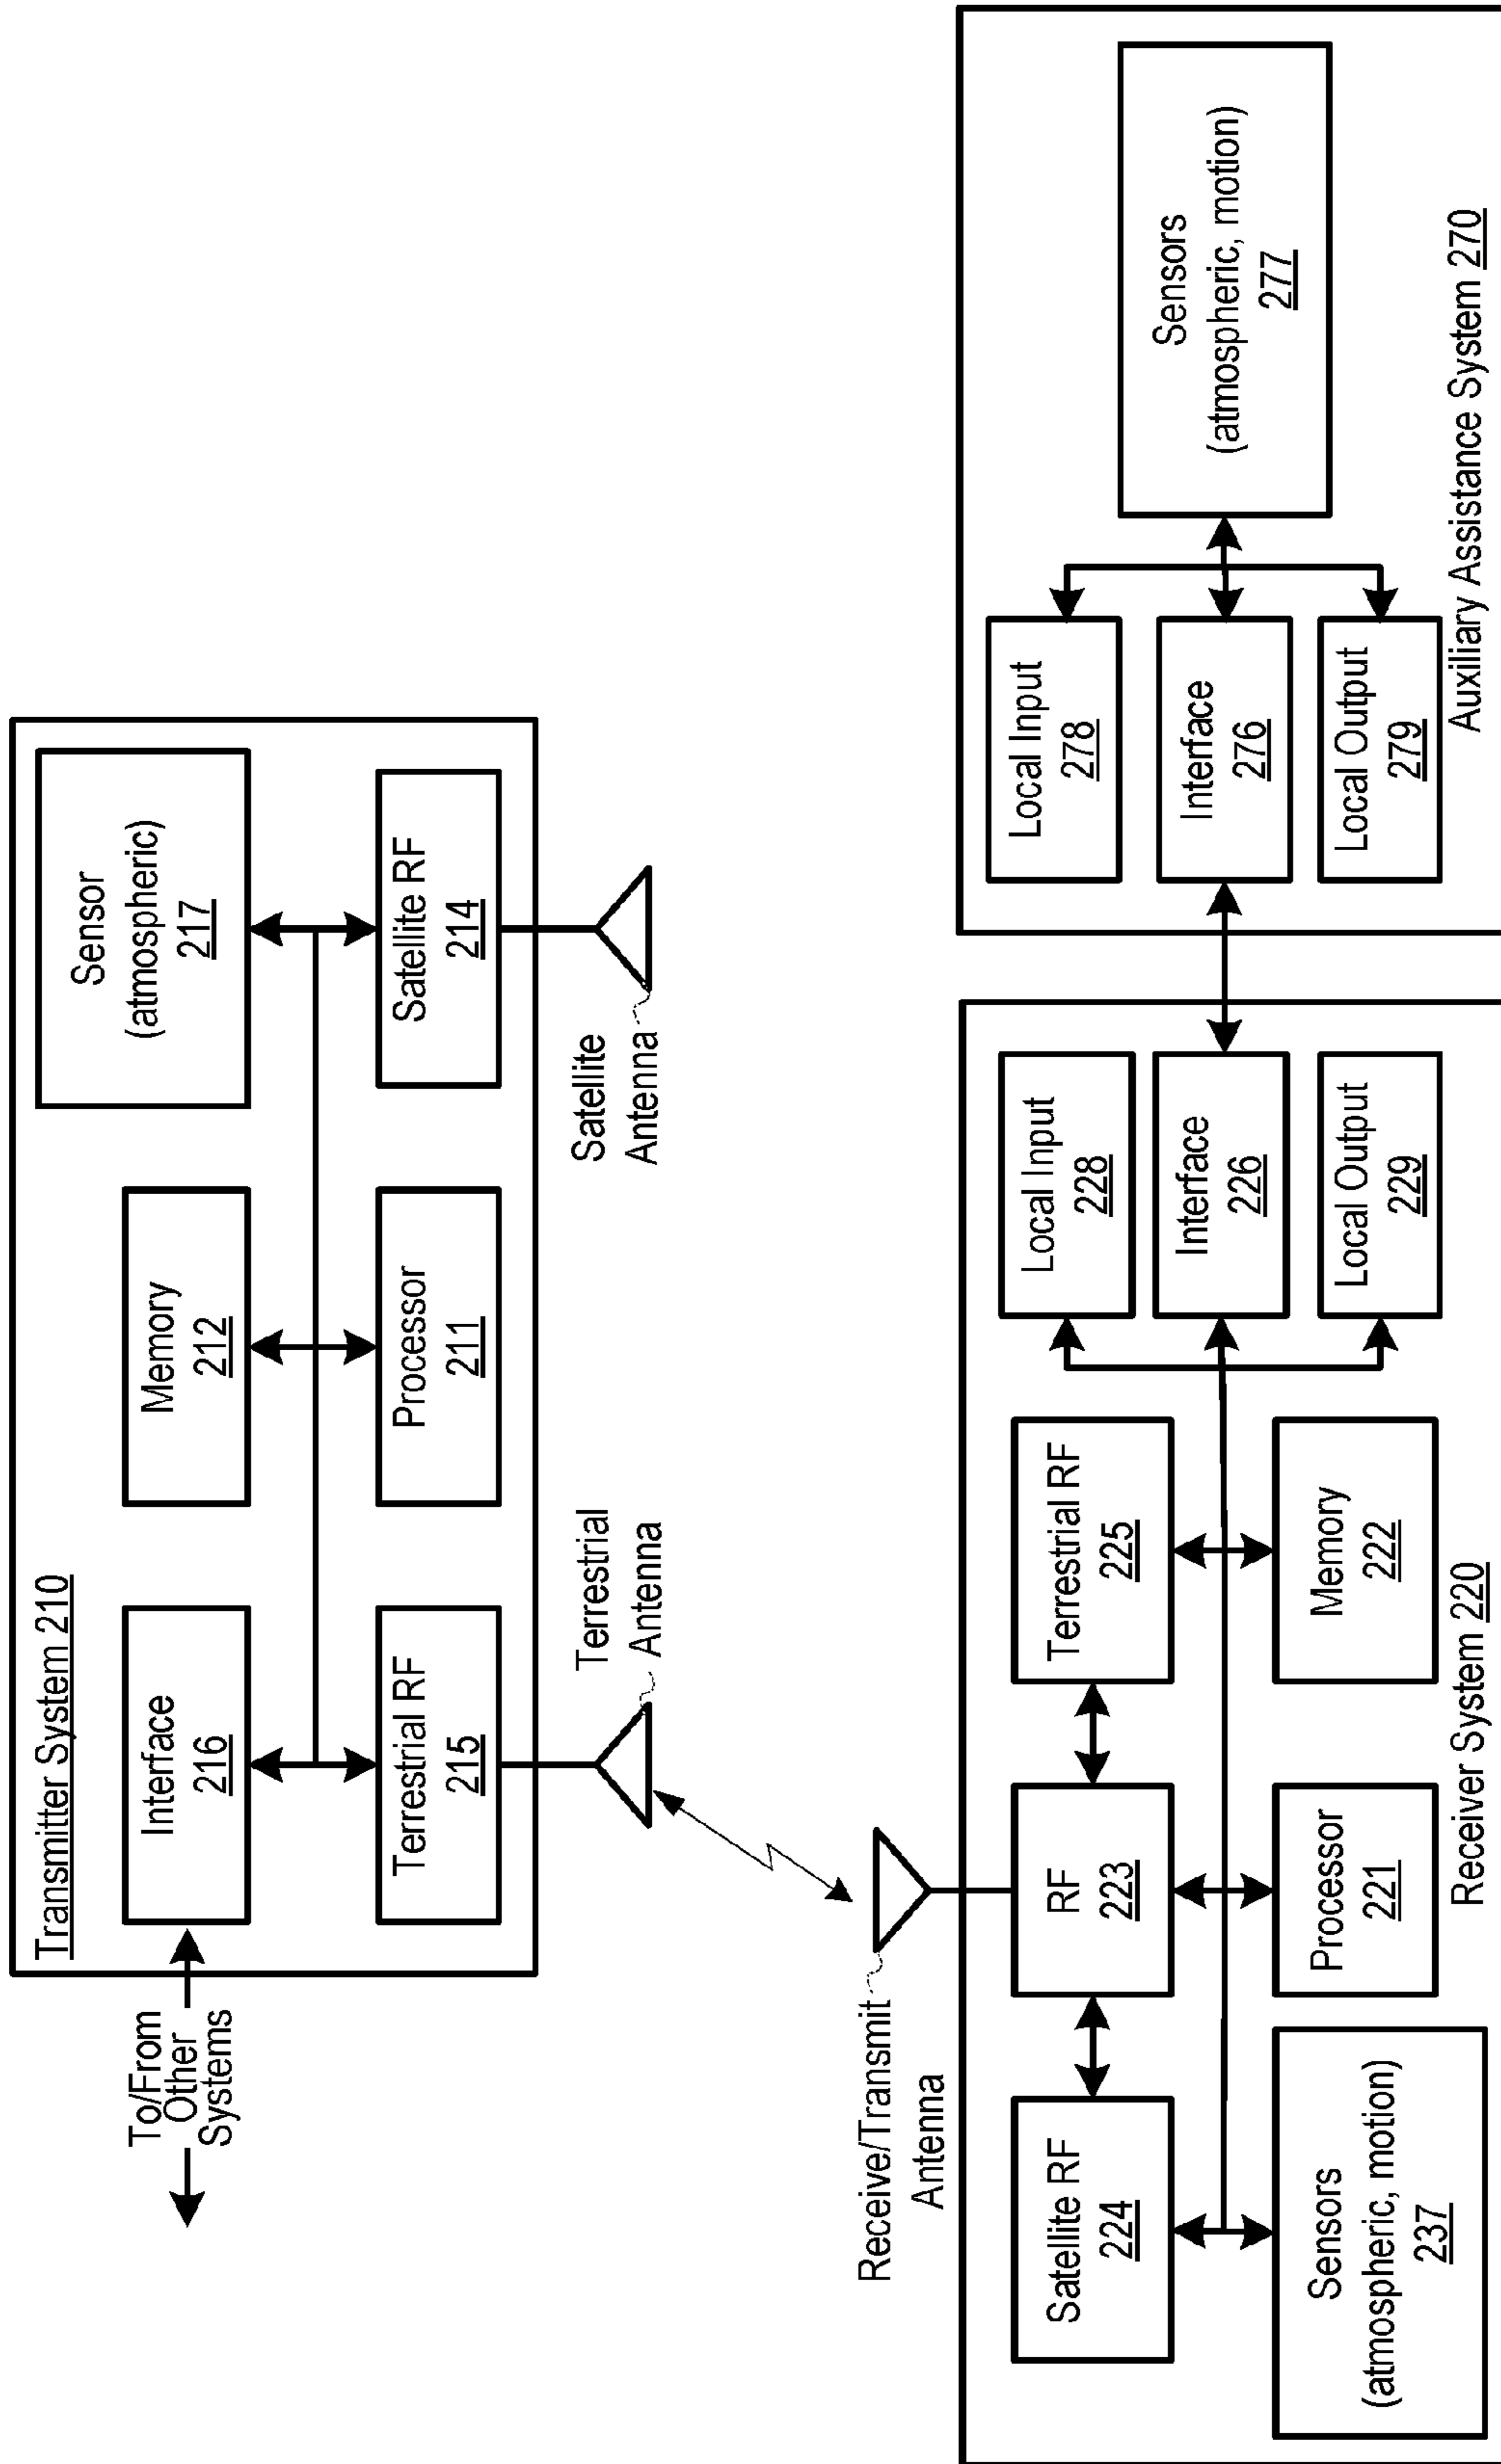 Transmitter System 210
To/From
Other
Systems
Interface
216
Memory
212
Sensor
(atmospheric)
217
Terrestrial RF
215
Processor
211
Satellite RF
214
Terrestrial
Antenna
Satellite
Antenna
Receive/Transmit
Antenna
Satellite RF
224
RF
223
Terrestrial RF
225
Local Input
228
Interface
226
Local Output
229
Sensors
(atmospheric, motion)
237
Processor
221
Memory
222
Receiver System 220
Local Input
278
Interface
276
Local Output
279
Sensors
(atmospheric, motion)
277
Auxiliary Assistance System 270